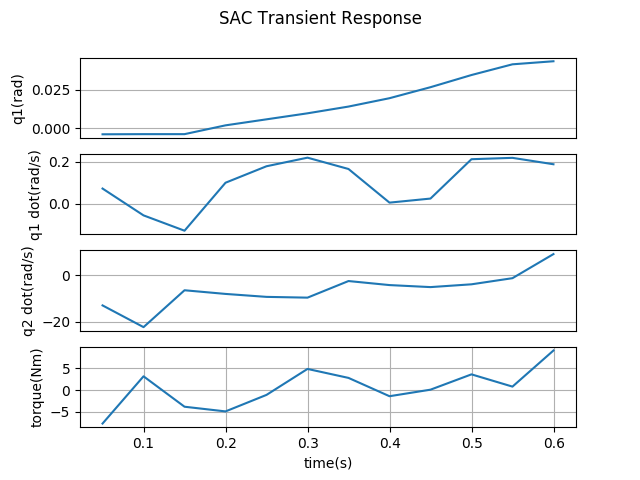 SAC Transient Response
q1(rad)
0.025
0.000
q1 dot(rad/s)
0.2
0.0
q2 dot(rad/s)
0
−20
torque(Nm)
5
0
−5
0.1 0.2 0.3 0.4 0.5 0.6
time(s)